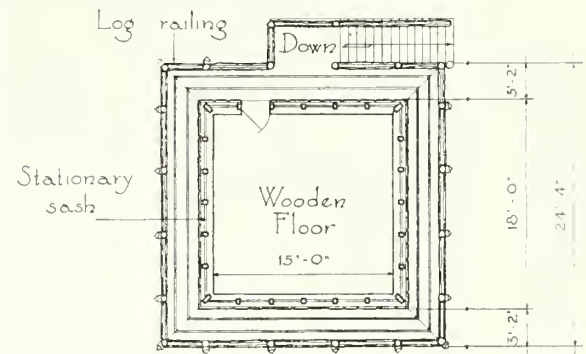 Log railing
Down
Stationary
sash
Wooden
Floor
15'-0"
3'-2"
18'-0"
24'-4"
3'-2"